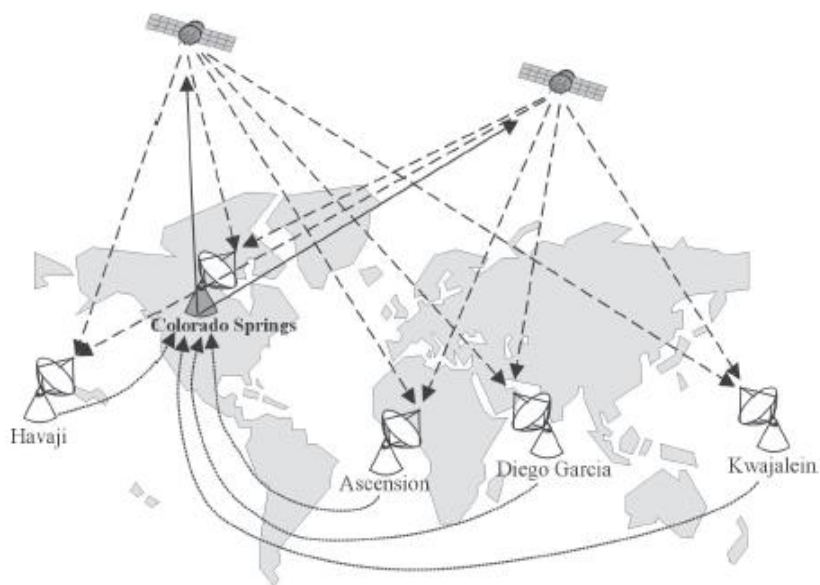 Colorado Springs
Havaji
Ascension
Diego Garcia
Kwajalein